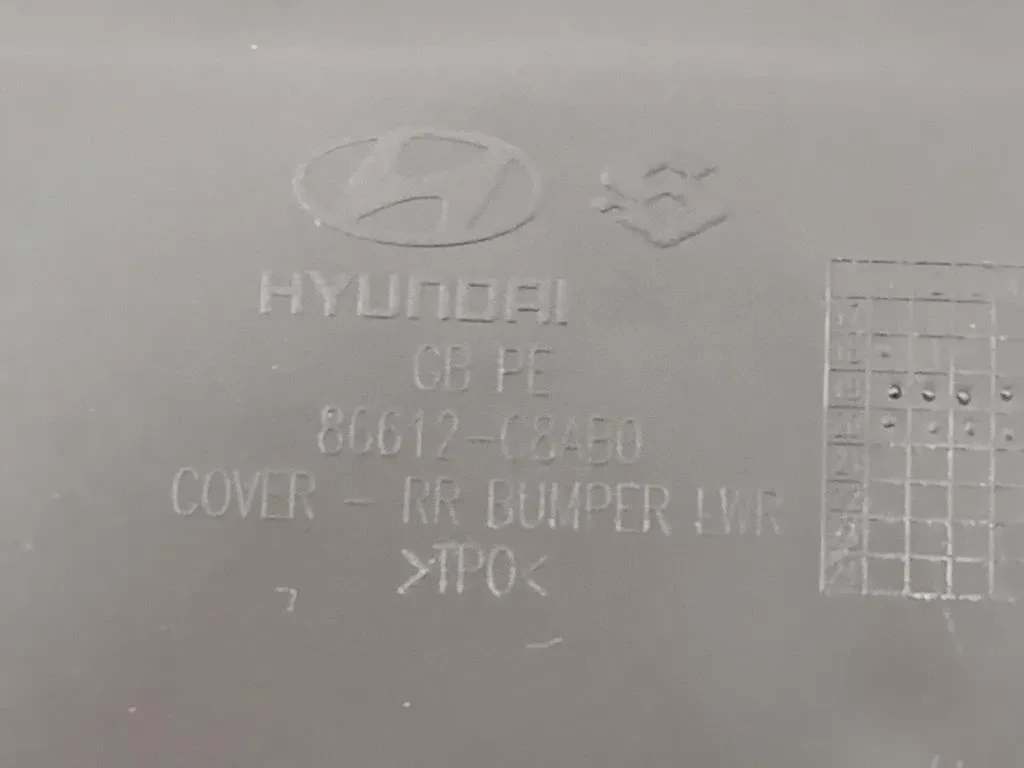 HYUNDAI
GB PE
86612-C8AB0
COVER - RR BUMPER LWR
>TPO<